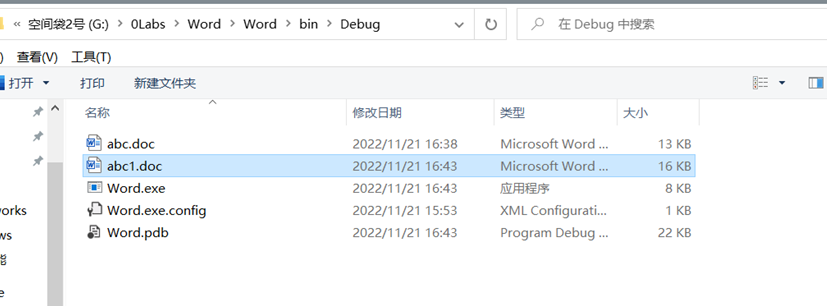 « 空间袋2号 (G:) > 0Labs > Word > Word > bin > Debug 在 Debug 中搜索
) 查看(V) 工具(T)
打开 打印 新建文件夹
名称 修改日期 类型 大小
abc.doc 2022/11/21 16:38 Microsoft Word ... 13 KB
abc1.doc 2022/11/21 16:43 Microsoft Word ... 16 KB
Word.exe 2022/11/21 16:43 应用程序 8 KB
Word.exe.config 2022/11/21 15:53 XML Configurati... 1 KB
Word.pdb 2022/11/21 16:43 Program Debug ... 22 KB
orks
ws
能
e